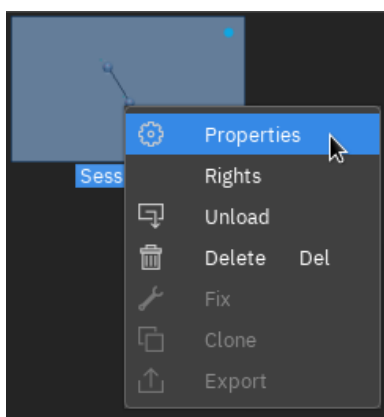 Properties
Sess
Rights
Unload
Delete Del
Fix
Clone
Export